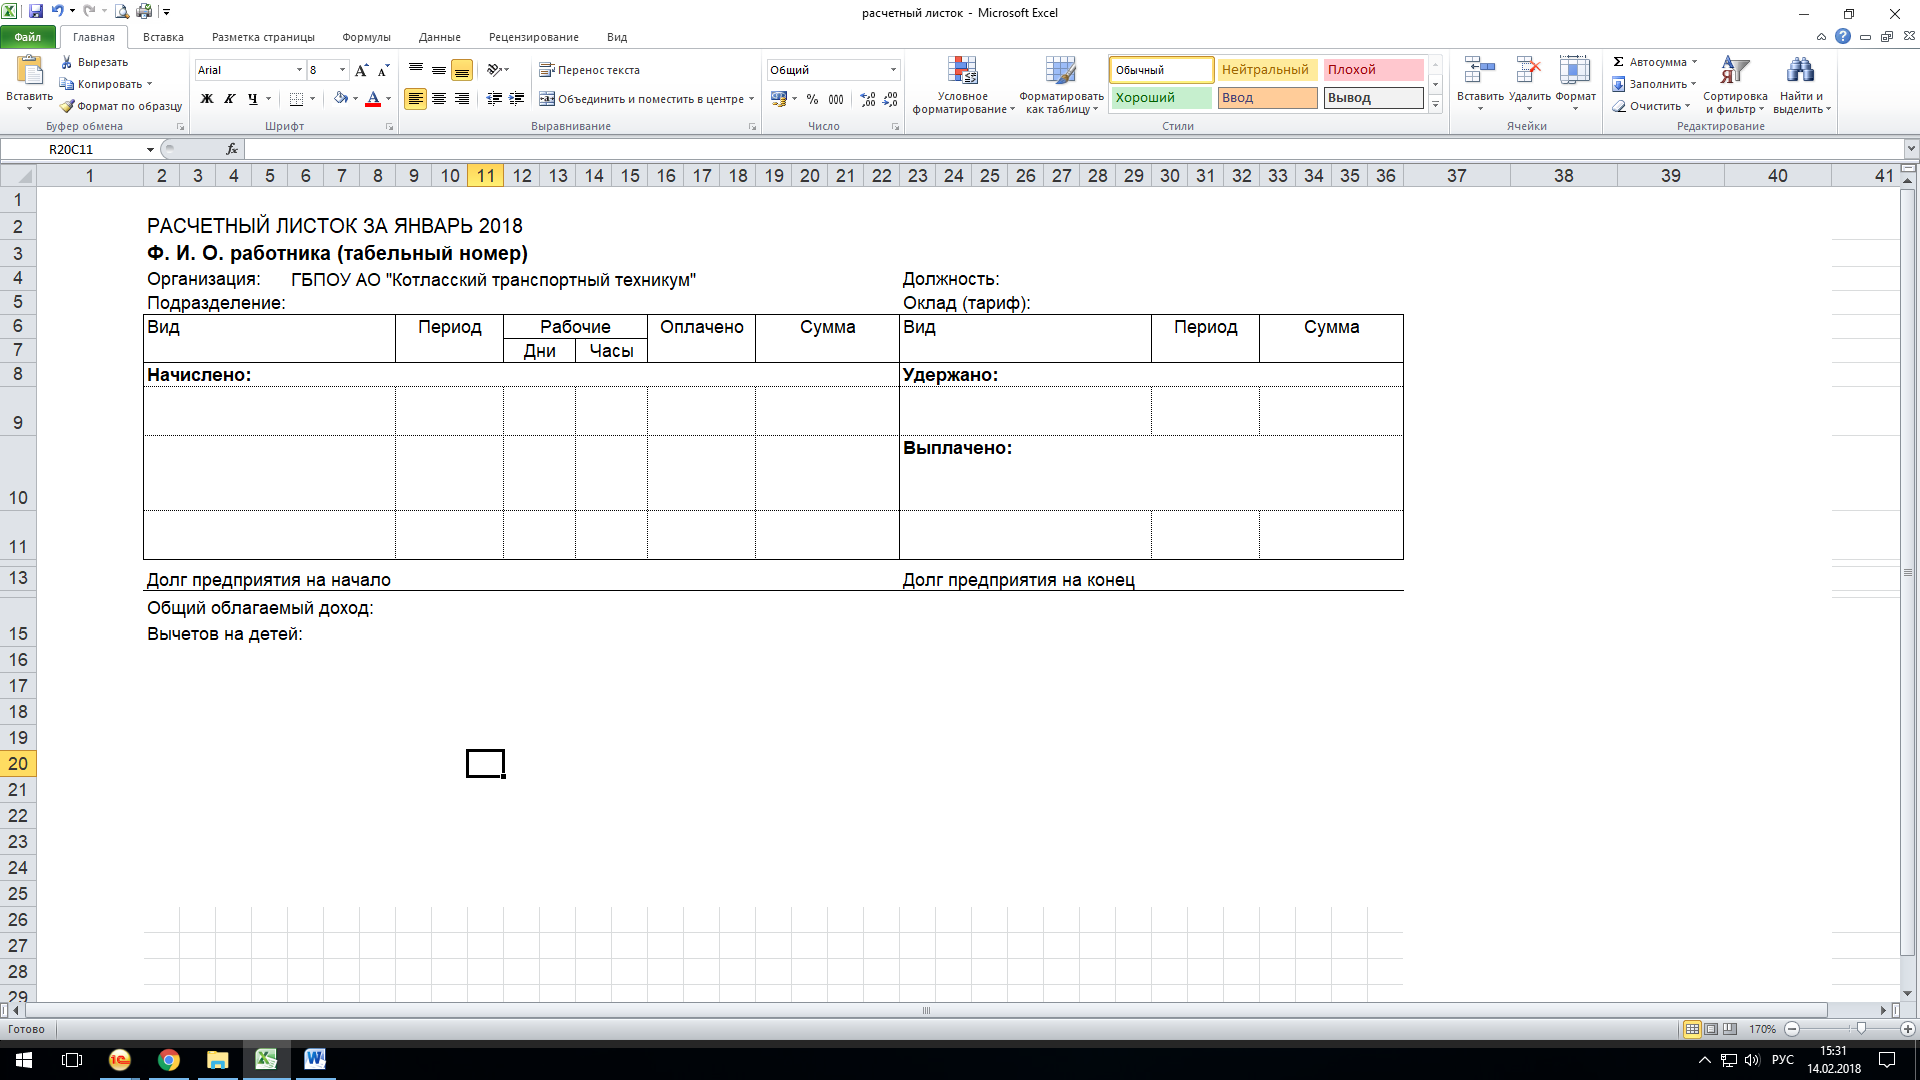 расчетный листок - Microsoft Excel
Файл Главная Вставка Разметка страницы Формулы Данные Рецензирование Вид
Вставить
Вырезать
Копировать
Формат по образцу
Буфер обмена
Arial 8
Ж К Ч
Шрифт
Перенос текста
Объединить и поместить в центре
Выравнивание
Общий
% 000
Число
Условное форматирование
Форматировать как таблицу
Обычный Нейтральный Плохой
Хороший Ввод Вывод
Стили
Вставить Удалить Формат
Ячейки
Σ Автосумма
Заполнить
Очистить
Сортировка и фильтр
Найти и выделить
Редактирование
R20C11 fx
1 2 3 4 5 6 7 8 9 10 11 12 13 14 15 16 17 18 19 20 21 22 23 24 25 26 27 28 29 30 31 32 33 34 35 36 37 38 39 40 41
1
2 РАСЧЕТНЫЙ ЛИСТОК ЗА ЯНВАРЬ 2018
3 Ф. И. О. работника (табельный номер)
4 Организация: ГБПОУ АО "Котласский транспортный техникум" Должность:
5 Подразделение: Оклад (тариф):
6 Вид Период Рабочие Оплачено Сумма Вид Период Сумма
7 Дни Часы
8 Начислено: Удержано:
9
Выплачено:
10
11
13 Долг предприятия на начало Долг предприятия на конец
Общий облагаемый доход:
15 Вычетов на детей:
16
17
18
19
20
21
22
23
24
25
26
27
28
29
Готово 170%
РУС 15:31
14.02.2018